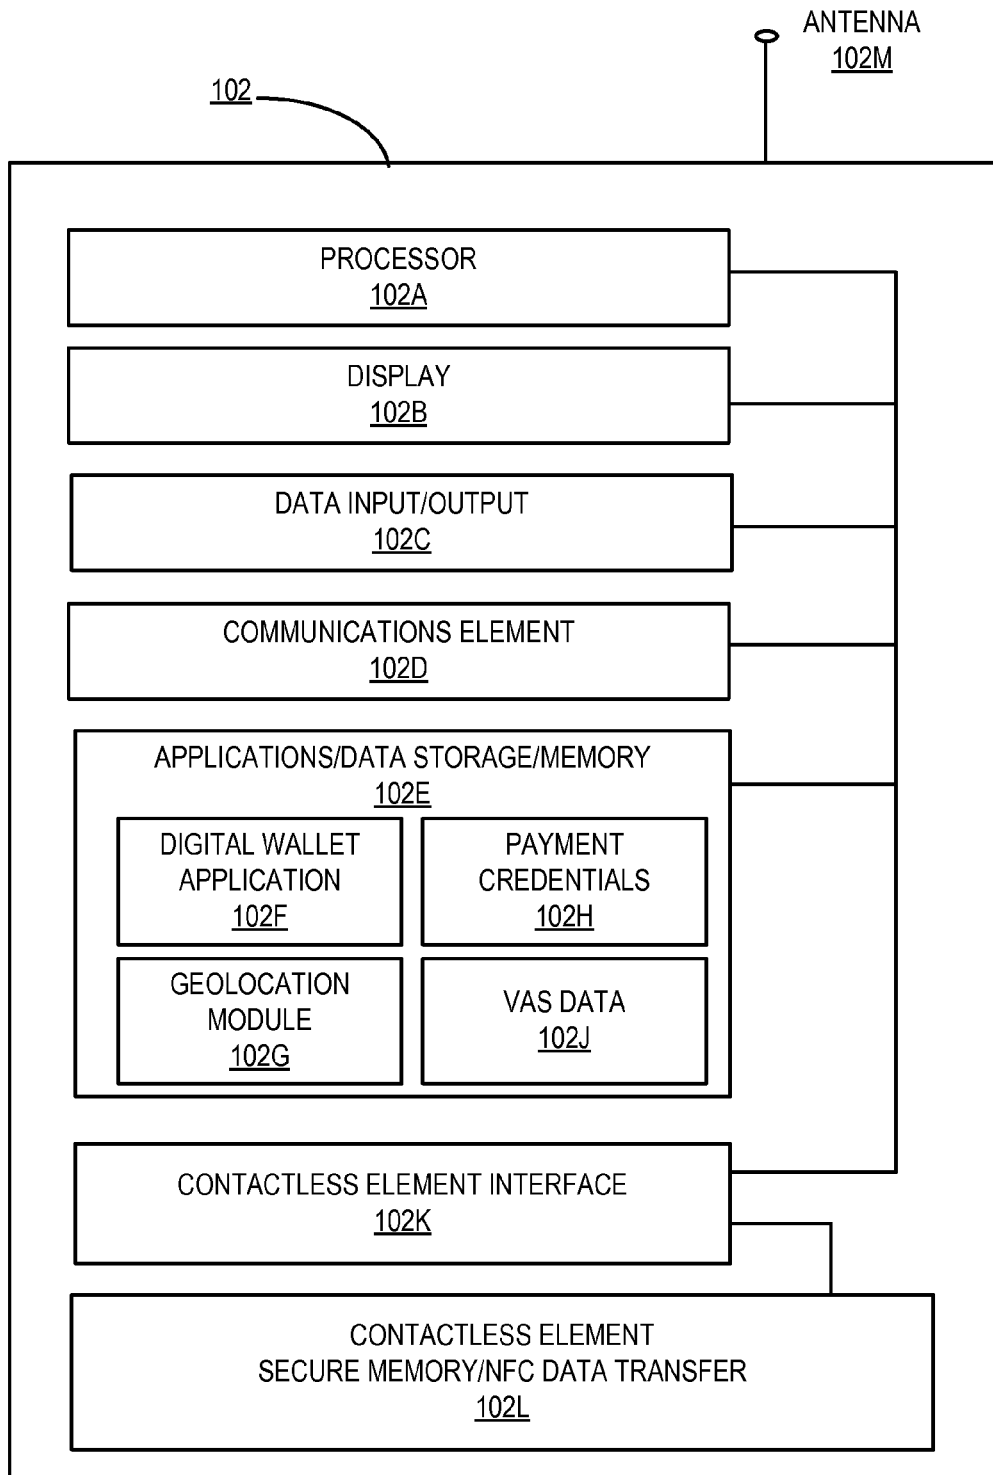 ANTENNA
102M
102
PROCESSOR
102A
DISPLAY
102B
DATA INPUT/OUTPUT
102C
COMMUNICATIONS ELEMENT
102D
APPLICATIONS/DATA STORAGE/MEMORY
102E
DIGITAL WALLET
APPLICATION
102F
PAYMENT
CREDENTIALS
102H
GEOLOCATION
MODULE
102G
VAS DATA
102J
CONTACTLESS ELEMENT INTERFACE
102K
CONTACTLESS ELEMENT
SECURE MEMORY/NFC DATA TRANSFER
102L